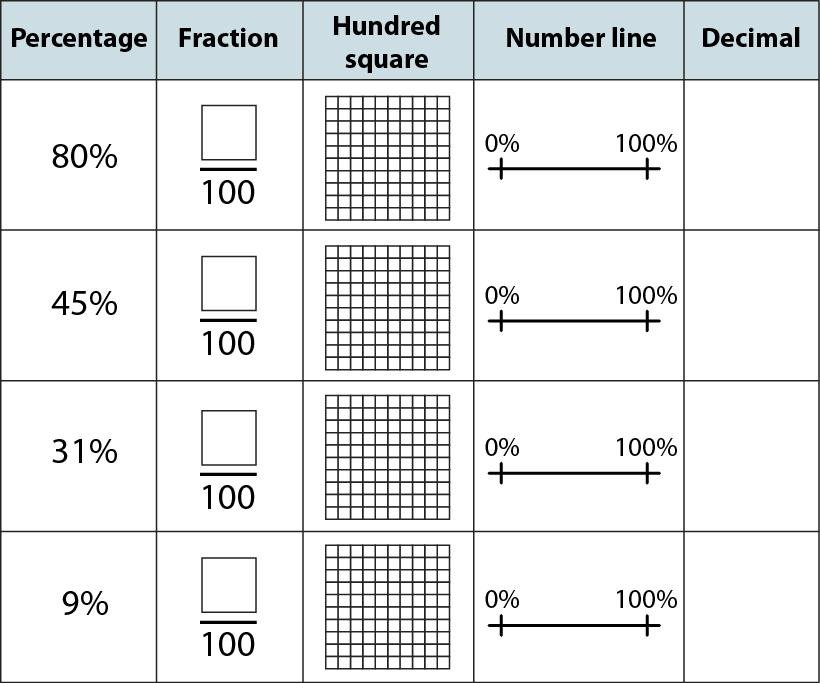 Percentage Fraction Hundred square Number line Decimal
80% 100 0% 100%
45% 100 0% 100%
31% 100 0% 100%
9% 100 0% 100%